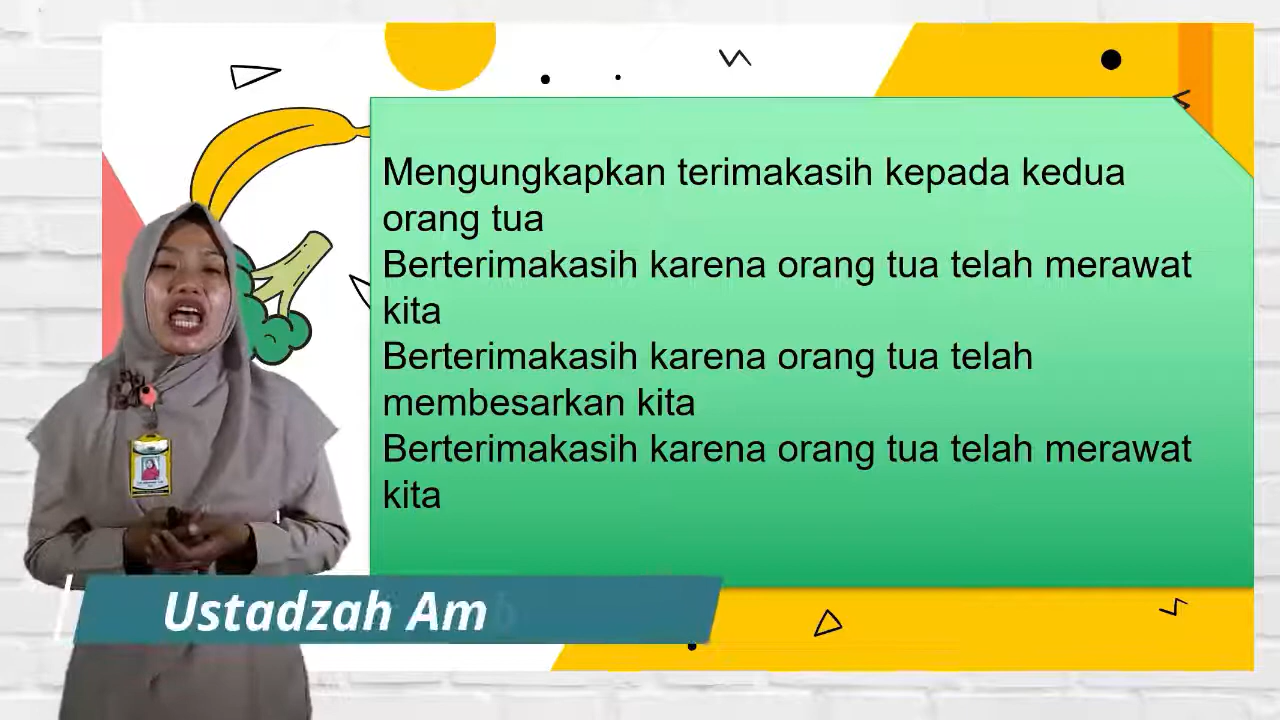 Mengungkapkan terimakasih kepada kedua
orang tua
Berterimakasih karena orang tua telah merawat
kita
Berterimakasih karena orang tua telah
membesarkan kita
Berterimakasih karena orang tua telah merawat
kita
Ustadzah Am